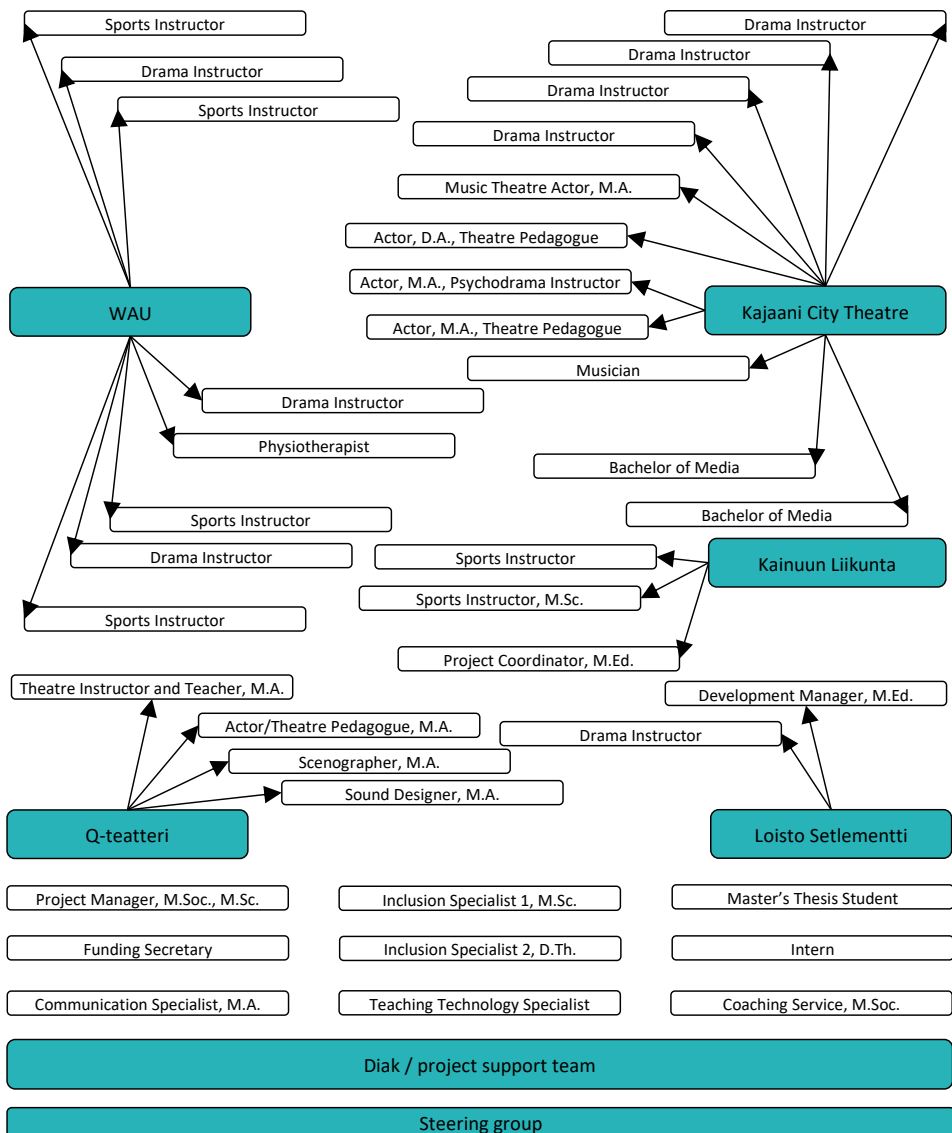 Sports Instructor
Drama Instructor
Drama Instructor
Drama Instructor
Drama Instructor
Sports Instructor
Drama Instructor
Music Theatre Actor, M.A.
Actor, D.A., Theatre Pedagogue
Actor, M.A., Psychodrama Instructor
WAU
Kajaani City Theatre
Actor, M.A., Theatre Pedagogue
Musician
Drama Instructor
Physiotherapist
Bachelor of Media
Sports Instructor
Bachelor of Media
Drama Instructor
Sports Instructor
Kainuun Liikunta
Sports Instructor, M.Sc.
Sports Instructor
Project Coordinator, M.Ed.
Theatre Instructor and Teacher, M.A.
Development Manager, M.Ed.
Actor/Theatre Pedagogue, M.A.
Drama Instructor
Scenographer, M.A.
Sound Designer, M.A.
Q-teatteri
Loisto Setlementti
Project Manager, M.Soc., M.Sc.
Inclusion Specialist 1, M.Sc.
Master’s Thesis Student
Funding Secretary
Inclusion Specialist 2, D.Th.
Intern
Communication Specialist, M.A.
Teaching Technology Specialist
Coaching Service, M.Soc.
Diak / project support team
Steering group